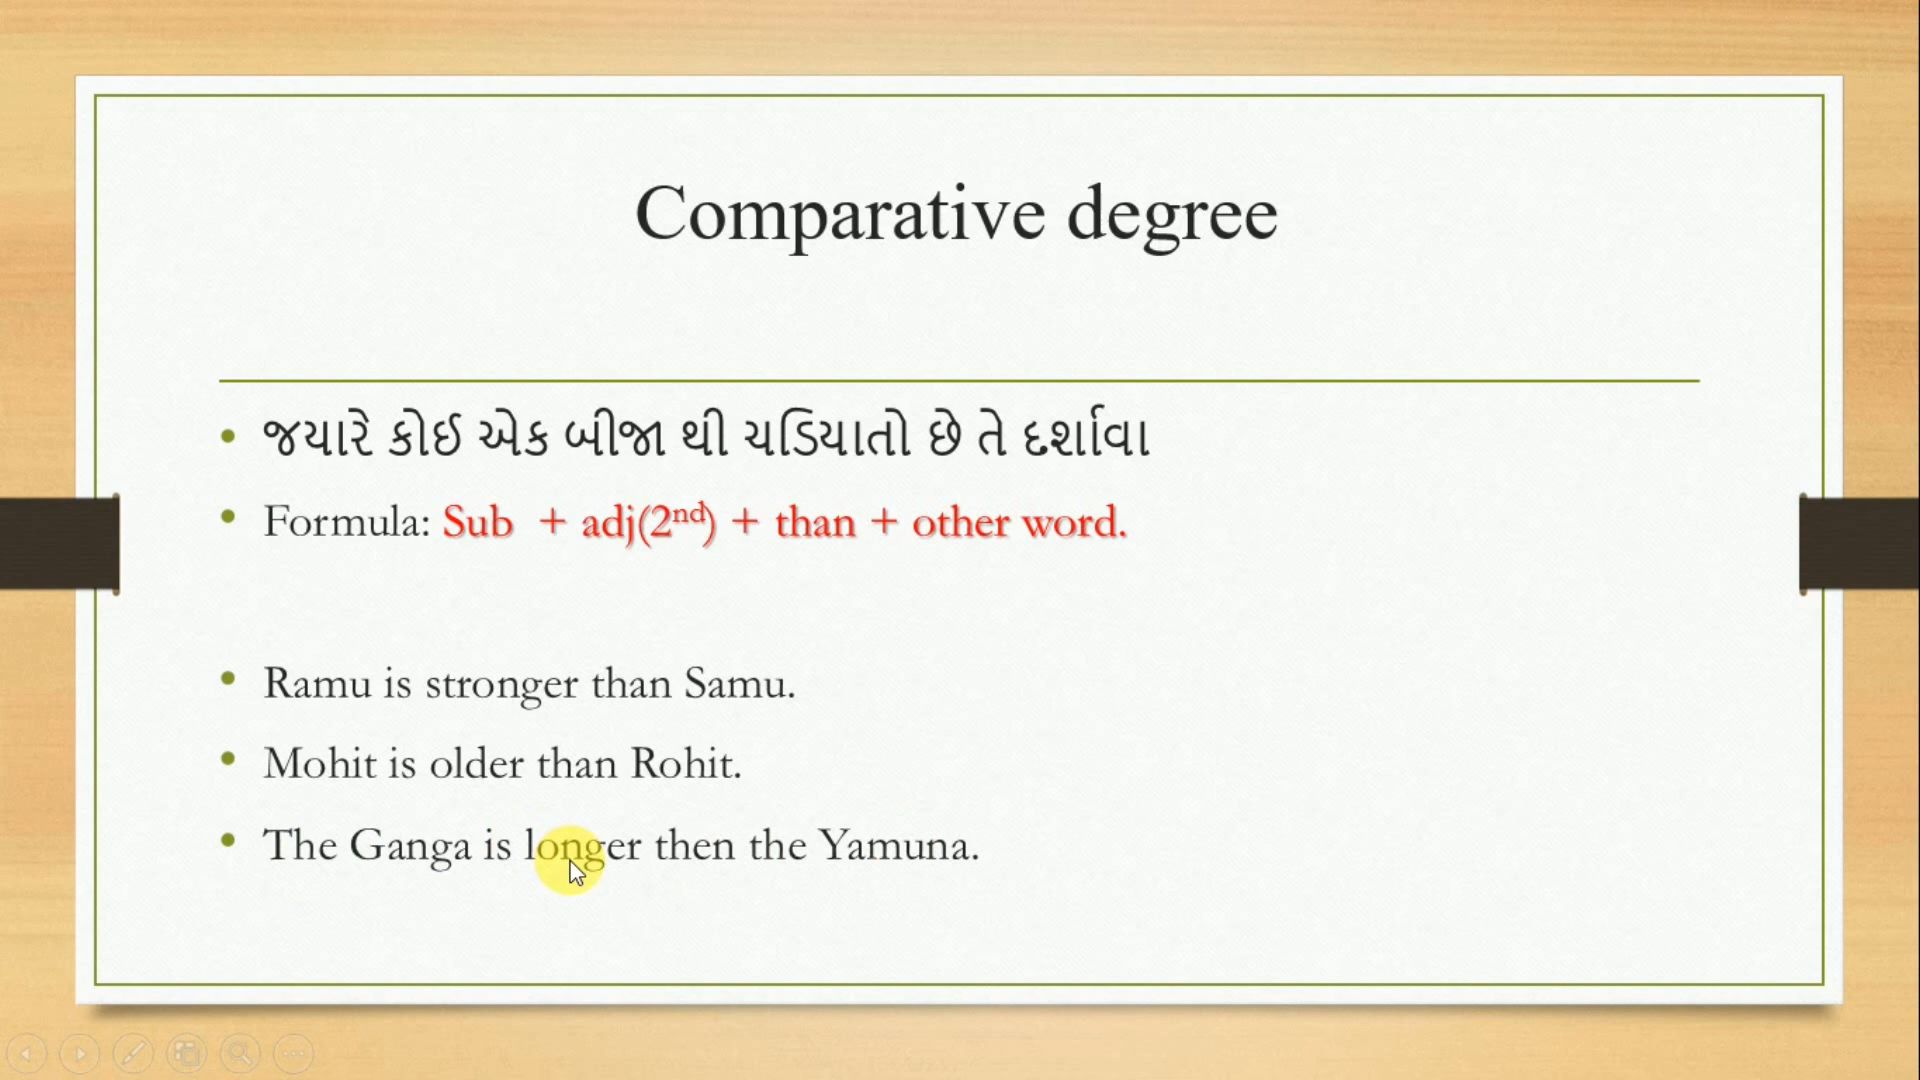 Comparative degree
• જયારે કોઈ એક બીજા થી ચડિયાતો છે તે દર્શાવા
• Formula: Sub + adj(2nd) + than + other word.
• Ramu is stronger than Samu.
• Mohit is older than Rohit.
• The Ganga is longer then the Yamuna.